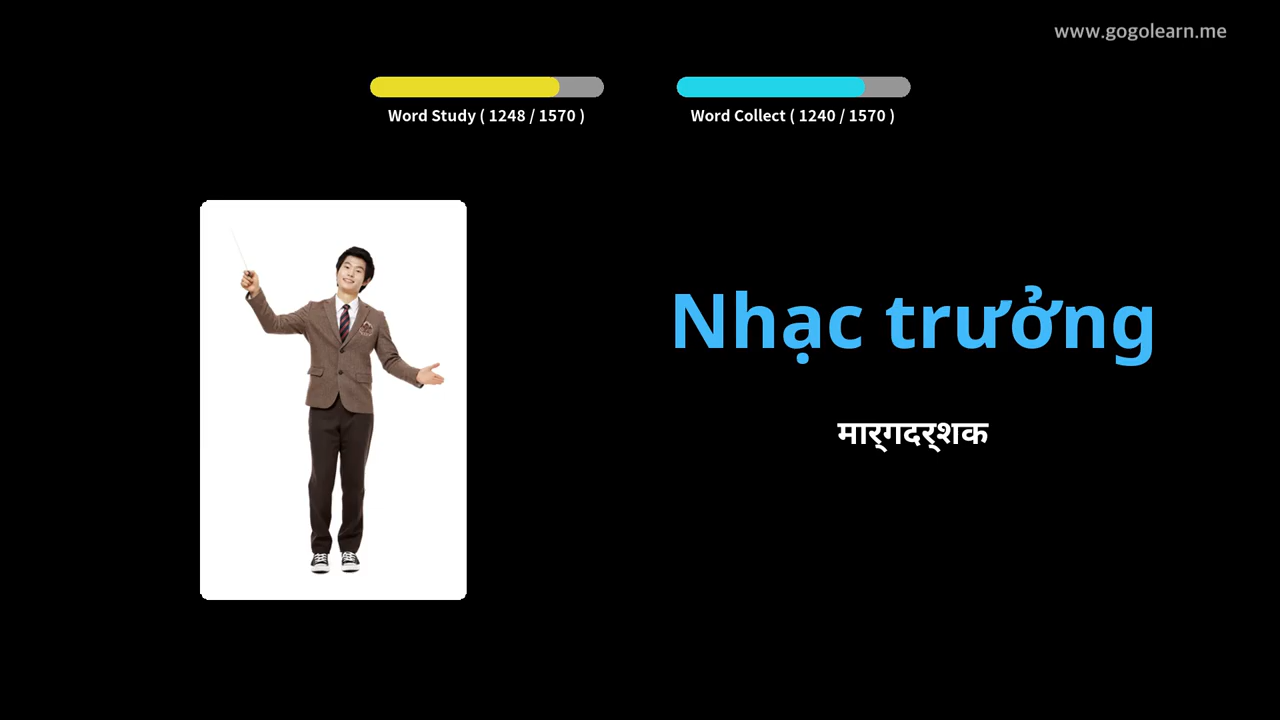 www.gogolearn.me
Word Study ( 1248 / 1570 )
Word Collect ( 1240 / 1570 )
Nhạc trưởng
मार्गदर्शक